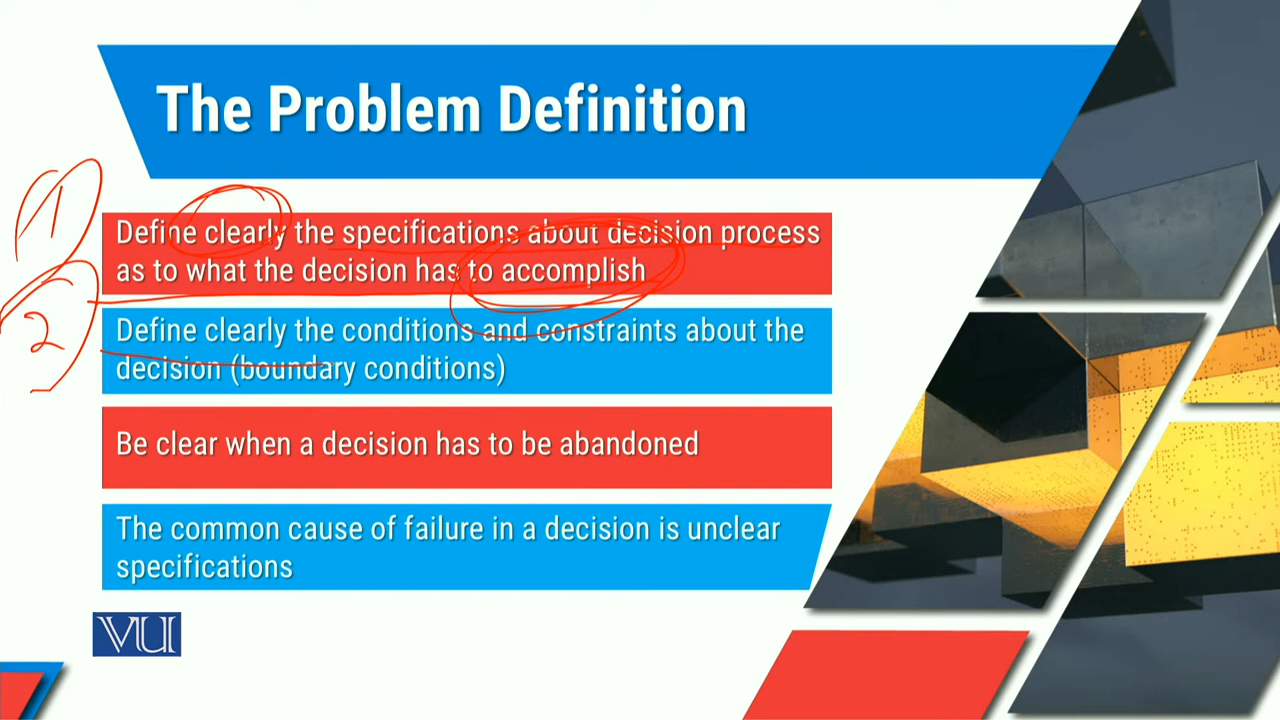 The Problem Definition
1
Define clearly the specifications about decision process
as to what the decision has to accomplish
2
Define clearly the conditions and constraints about the
decision (boundary conditions)
Be clear when a decision has to be abandoned
The common cause of failure in a decision is unclear
specifications
VU